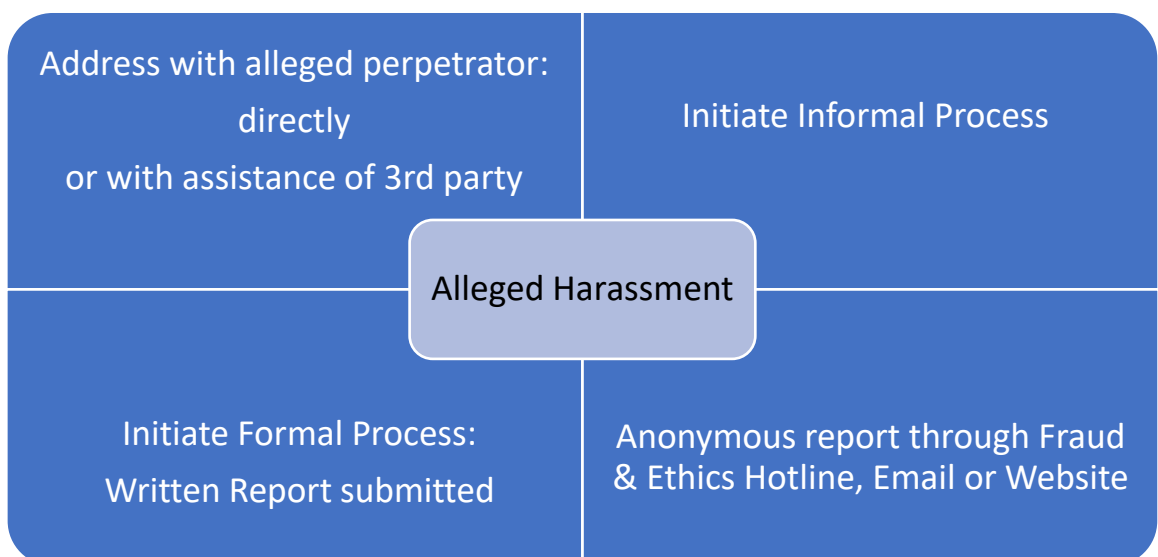 Address with alleged perpetrator:
directly
or with assistance of 3rd party
Initiate Informal Process
Alleged Harassment
Initiate Formal Process:
Written Report submitted
Anonymous report through Fraud
& Ethics Hotline, Email or Website